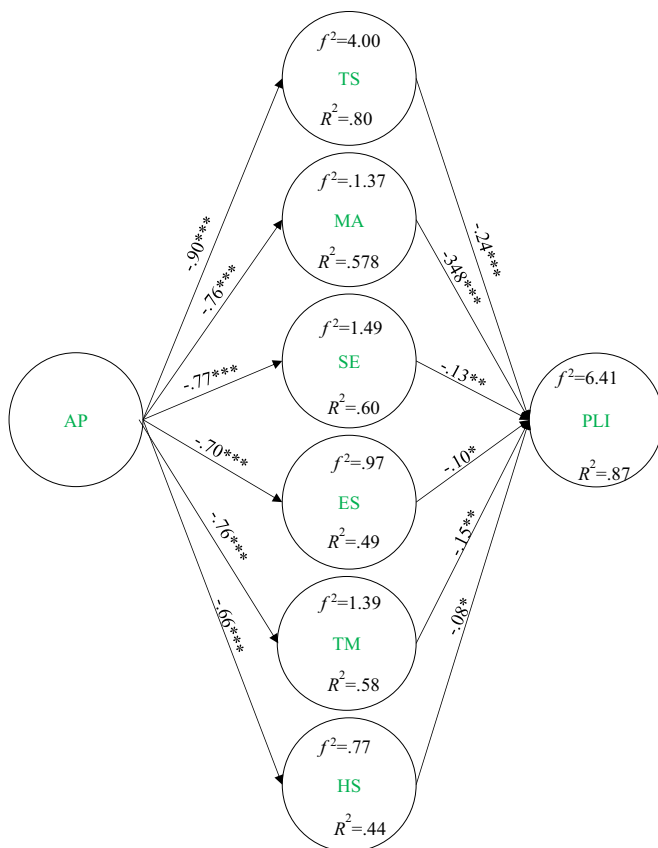 f²=4.00
TS
R²=.80
f²=.1.37
MA
R²=.578
f²=1.49
SE
R²=.60
f²=.97
ES
R²=.49
f²=1.39
TM
R²=.58
f²=.77
HS
R²=.44
AP
f²=6.41
PLI
R²=.87
-.90***
-.76***
-.77***
-.70***
-.76***
-.66***
-.24***
-348***
-.13**
-.10*
-.15**
-.08*